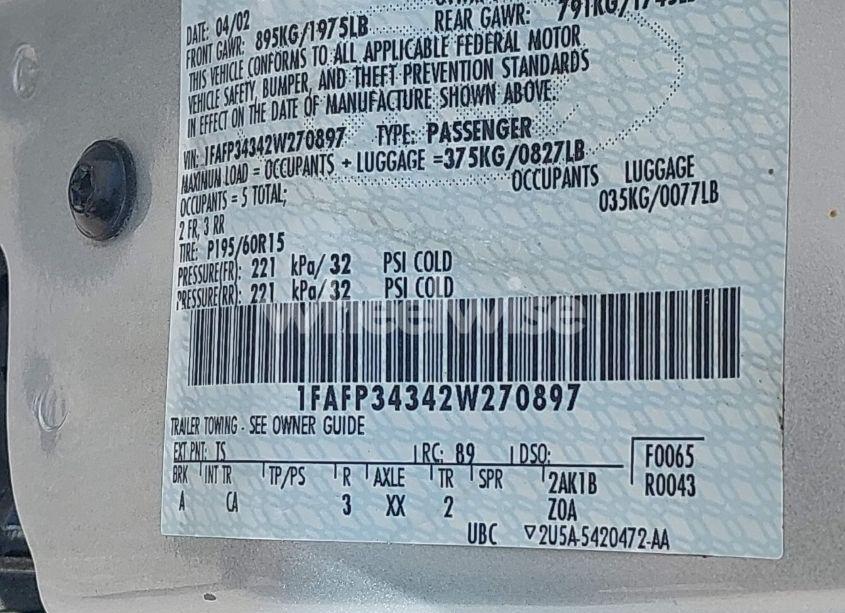 DATE: 04/02
FRONT GAWR: 895KG/1975LB REAR GAWR:
THIS VEHICLE CONFORMS TO ALL APPLICABLE FEDERAL MOTOR
VEHICLE SAFETY, BUMPER, AND THEFT PREVENTION STANDARDS
IN EFFECT ON THE DATE OF MANUFACTURE SHOWN ABOVE.
VIN: 1FAFP34342W270897 TYPE: PASSENGER
MAXIMUM LOAD = OCCUPANTS + LUGGAGE =375KG/0827LB
OCCUPANTS = 5 TOTAL; OCCUPANTS LUGGAGE
2 FR, 3 RR 035KG/0077LB
TIRE: P195/60R15
PRESSURE(FR): 221 kPa/ 32 PSI COLD
PRESSURE(RR): 221 kPa/ 32 PSI COLD
wheelwise
1FAFP34342W270897
TRAILER TOWING - SEE OWNER GUIDE
EXT PNT: TS RC: 89 DSO: F0065
BRK INT TR TP/PS R AXLE TR SPR 2AK1B R0043
A CA 3 XX 2 ZOA
UBC ▽2U5A-5420472-AA